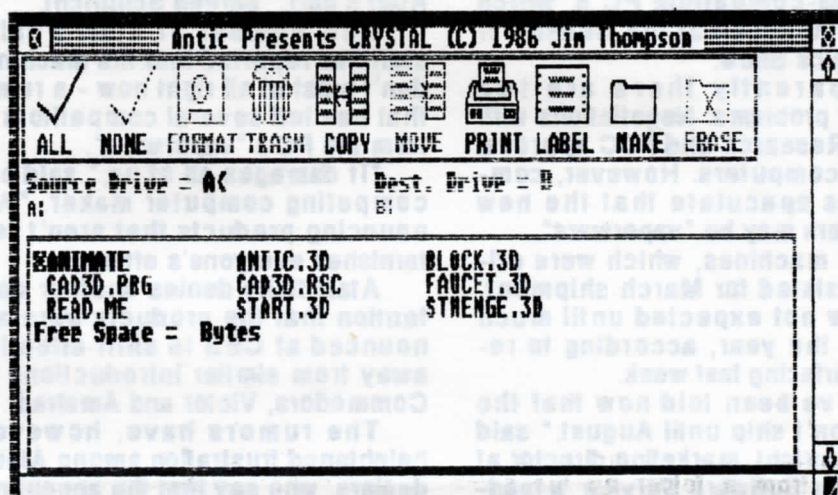 Antic Presents CRYSTAL (C) 1986 Jim Thompson
ALL NONE FORMAT TRASH COPY MOVE PRINT LABEL MAKE ERASE
Source Drive - A< Dest. Drive - B
A: B:
ANIMATE ANTIC.3D BLOCK.3D
CAD3D.PRG CAD3D.RSC FAUCET.3D
READ.ME START.3D STHENGE.3D
Free Space - Bytes